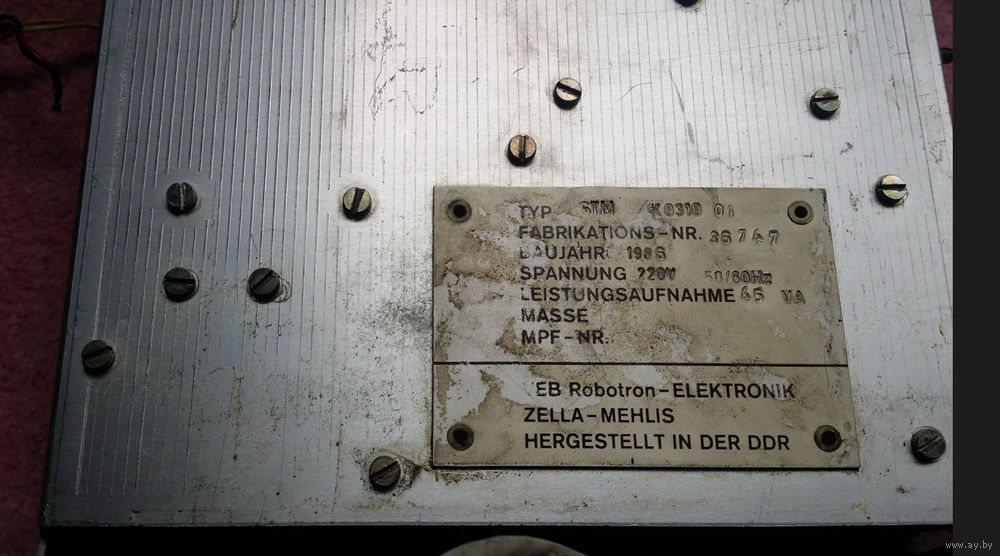 TYP STM K0310 01
FABRIKATIONS-NR. 36747
BAUJAHR 1986
SPANNUNG 220V 50/60Hz
LEISTUNGSAUFNAHME 45 VA
MASSE
MPF-NR.
EB Robotron-ELEKTRONIK
ZELLA-MEHLIS
HERGESTELLT IN DER DDR
www.ay.by